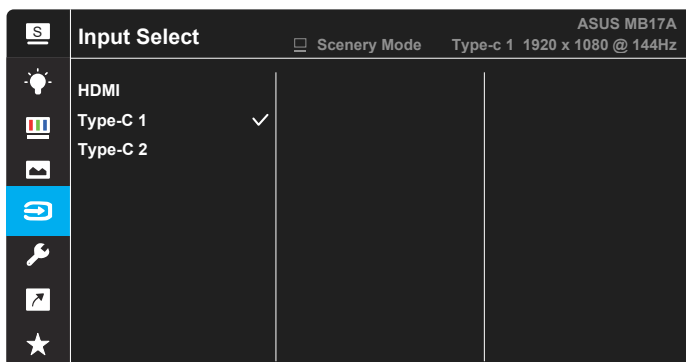 S
Input Select
Scenery Mode
ASUS MB17A
Type-c 1 1920 x 1080 @ 144Hz
HDMI
Type-C 1
Type-C 2